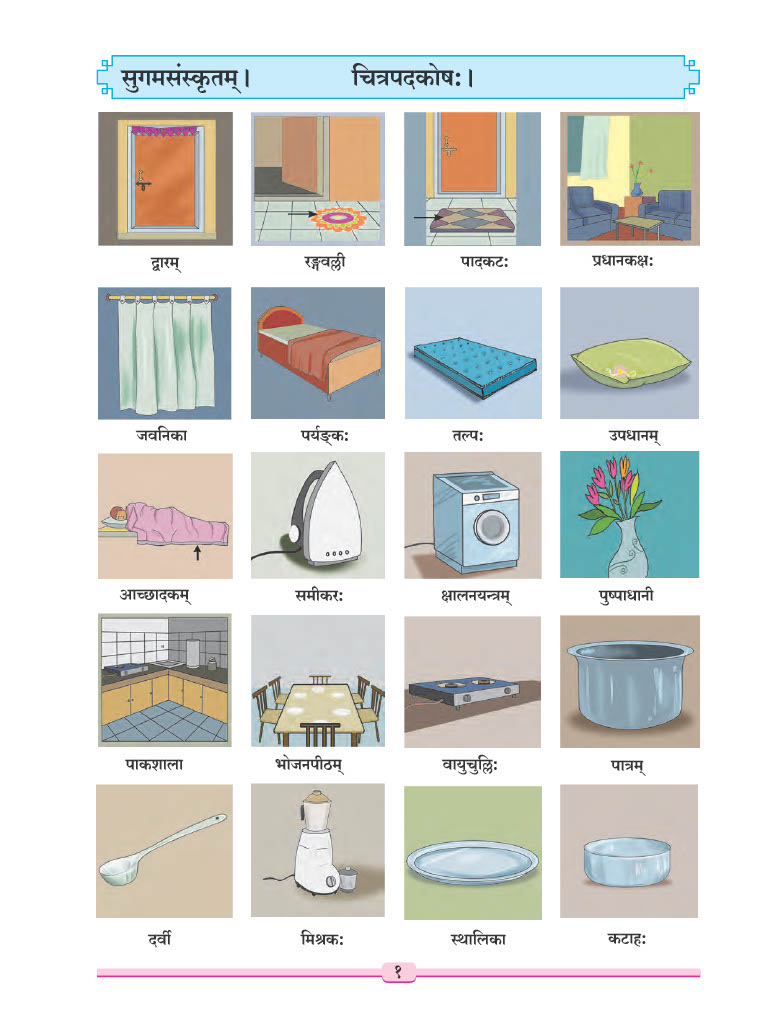 सुगमसंस्कृतम्। चित्रपदकोष:।
द्वारम् रङ्गवल्ली पादकट: प्रधानकक्ष:
जवनिका पर्यङ्क: तल्प: उपधानम्
आच्छादकम् समीकर: क्षालनयन्त्रम् पुष्पाधानी
पाकशाला भोजनपीठम् वायुचुल्लि: पात्रम्
दर्वी मिश्रक: स्थालिका कटाह:
१